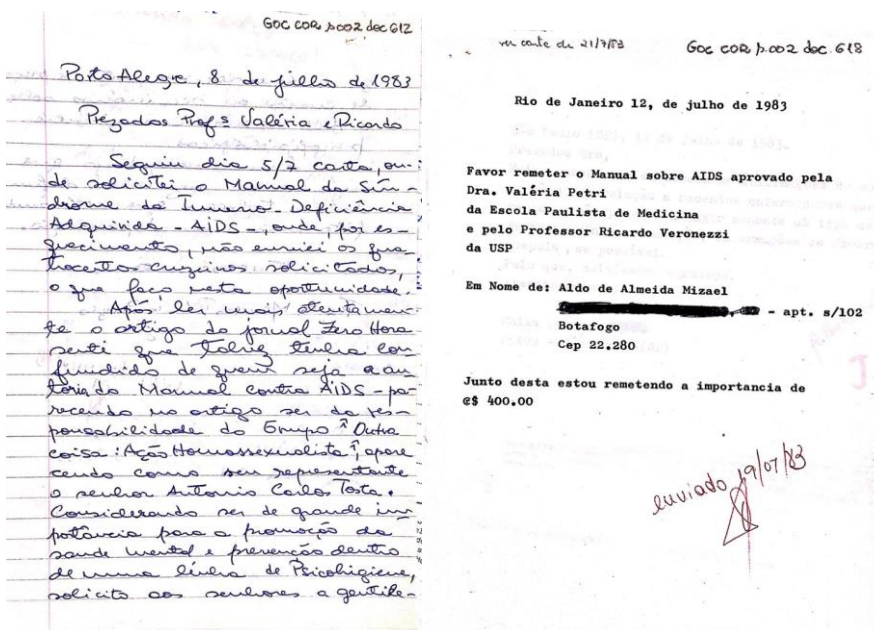 GOC COR p.002 dec 612
Porto Alegre, 8 de julho de 1983
Prezados Profºs Valéria e Ricardo
Seguiu dia 5/7 carta, on-
de solicitei o Manual da Sín-
drome da Imuno-Deficiência
Adquirida - AiDS -, onde por es-
quecimento, não enviei os qua-
trocentos cruzeiros solicitados,
o que faço nesta oportunidade.
Após ler mais atentamen-
te o artigo do jornal Zero Hora
senti que talvez tenha con-
fundido de quem seja a au-
toria do Manual contra AiDS - pa-
recendo no artigo ser da res-
ponsabilidade do Grupo "Outra
coisa: Ação Homossexualista", apare
cendo como seu representante
o senhor Antonio Carlos Tosta.
Considerando ser de grande im-
potância para a promoção da
saude mental e prevenção dentro
de uma linha de Psicohigiene,
solicito aos senhores a gentile-
ver carta de 21/7/83
GOC COR p.002 dec. 618
Rio de Janeiro 12, de julho de 1983
Favor remeter o Manual sobre AIDS aprovado pela
Dra. Valéria Petri
da Escola Paulista de Medicina
e pelo Professor Ricardo Veronezzi
da USP
Em Nome de: Aldo de Almeida Mizael
- apt. s/102
Botafogo
Cep 22.280
Junto desta estou remetendo a importancia de
@$ 400.00
enviado 19/07/83